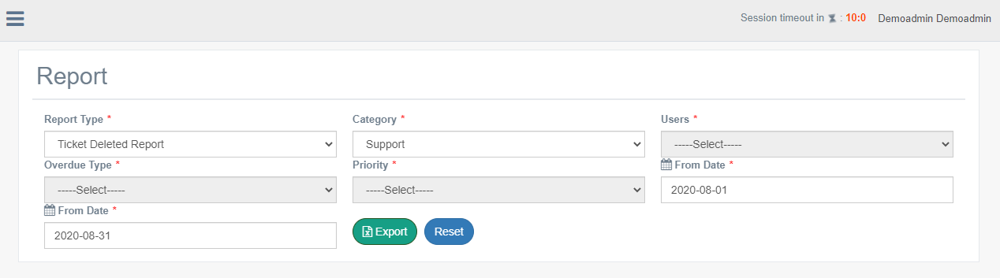 Session timeout in : 10:0 Demoadmin Demoadmin
Report
Report Type * Category * Users *
Ticket Deleted Report Support -----Select-----
Overdue Type * Priority * From Date *
-----Select----- -----Select----- 2020-08-01
From Date *
2020-08-31 Export Reset